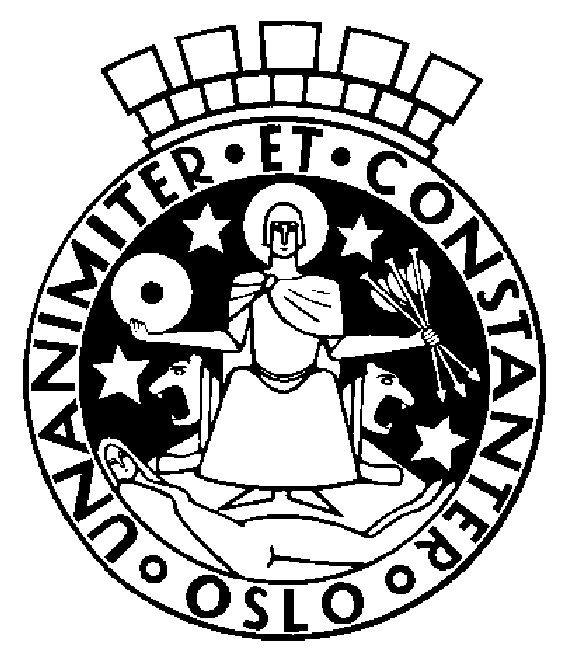 UNANIMITER • ET • CONSTANTER
OSLO